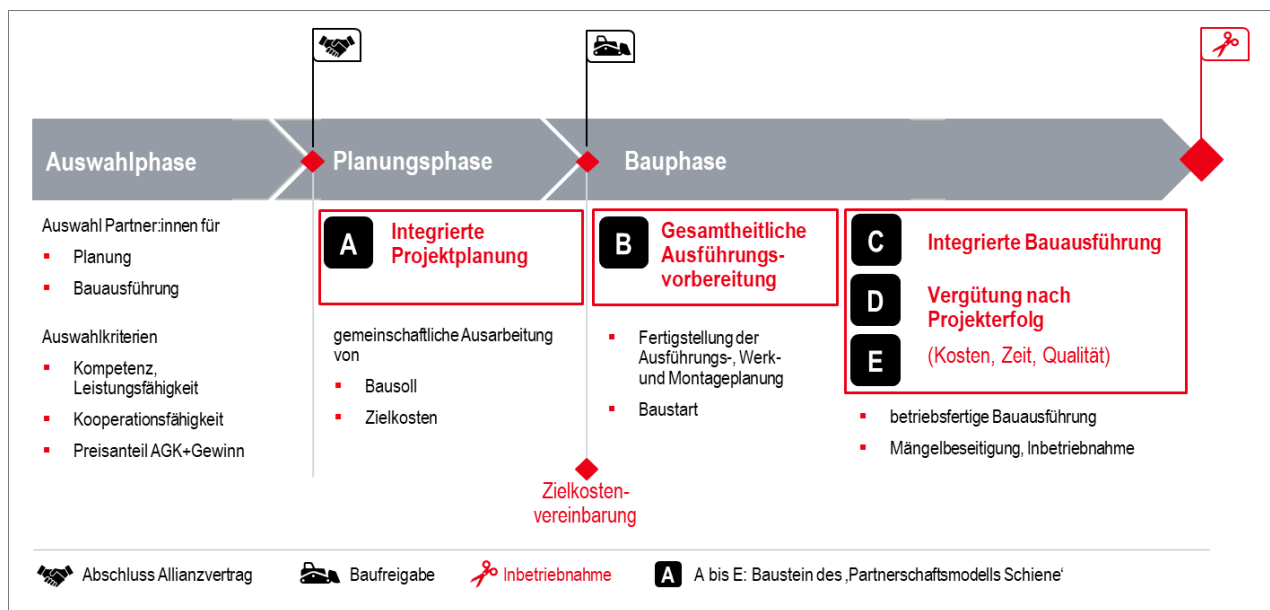 Auswahlphase
Planungsphase
Bauphase
Auswahl Partner:innen für
Planung
Bauausführung
Auswahlkriterien
Kompetenz,
Leistungsfähigkeit
Kooperationsfähigkeit
Preisanteil AGK+Gewinn
A
Integrierte
Projektplanung
gemeinschaftliche Ausarbeitung
von
Bausoll
Zielkosten
B
Gesamtheitliche
Ausführungs-
vorbereitung
Fertigstellung der
Ausführungs-, Werk-
und Montageplanung
Baustart
C
Integrierte Bauausführung
D
Vergütung nach
Projekterfolg
E
(Kosten, Zeit, Qualität)
betriebsfertige Bauausführung
Mängelbeseitigung, Inbetriebnahme
Zielkosten-
vereinbarung
Abschluss Allianzvertrag
Baufreigabe
Inbetriebnahme
A
A bis E: Baustein des ‚Partnerschaftsmodells Schiene‘